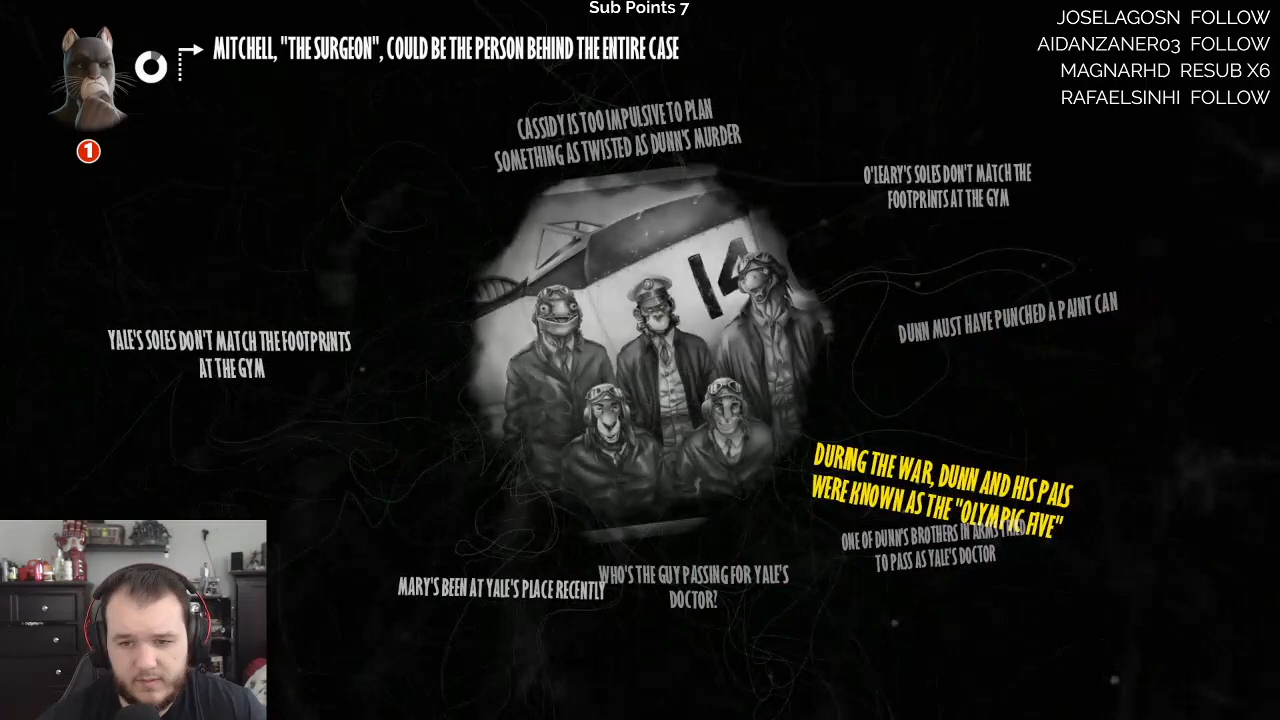 Sub Points 7
JOSELAGOSN FOLLOW
AIDANZANER03 FOLLOW
MAGNARHD RESUB X6
RAFAELSINHI FOLLOW
MITCHELL, "THE SURGEON", COULD BE THE PERSON BEHIND THE ENTIRE CASE
1
CASSIDY IS TOO IMPULSIVE TO PLAN
SOMETHING AS TWISTED AS DUNN'S MURDER
O'LEARY'S SOLES DON'T MATCH THE
FOOTPRINTS AT THE GYM
14
DUNN MUST HAVE PUNCHED A PAINT CAN
YALE'S SOLES DON'T MATCH THE FOOTPRINTS
AT THE GYM
DURING THE WAR, DUNN AND HIS PALS
WERE KNOWN AS THE "OLYMPIC FIVE"
ONE OF DUNN'S BROTHERS IN ARMS TRIED
TO PASS AS YALE'S DOCTOR
MARY'S BEEN AT YALE'S PLACE RECENTLY
WHO'S THE GUY PASSING FOR YALE'S
DOCTOR?